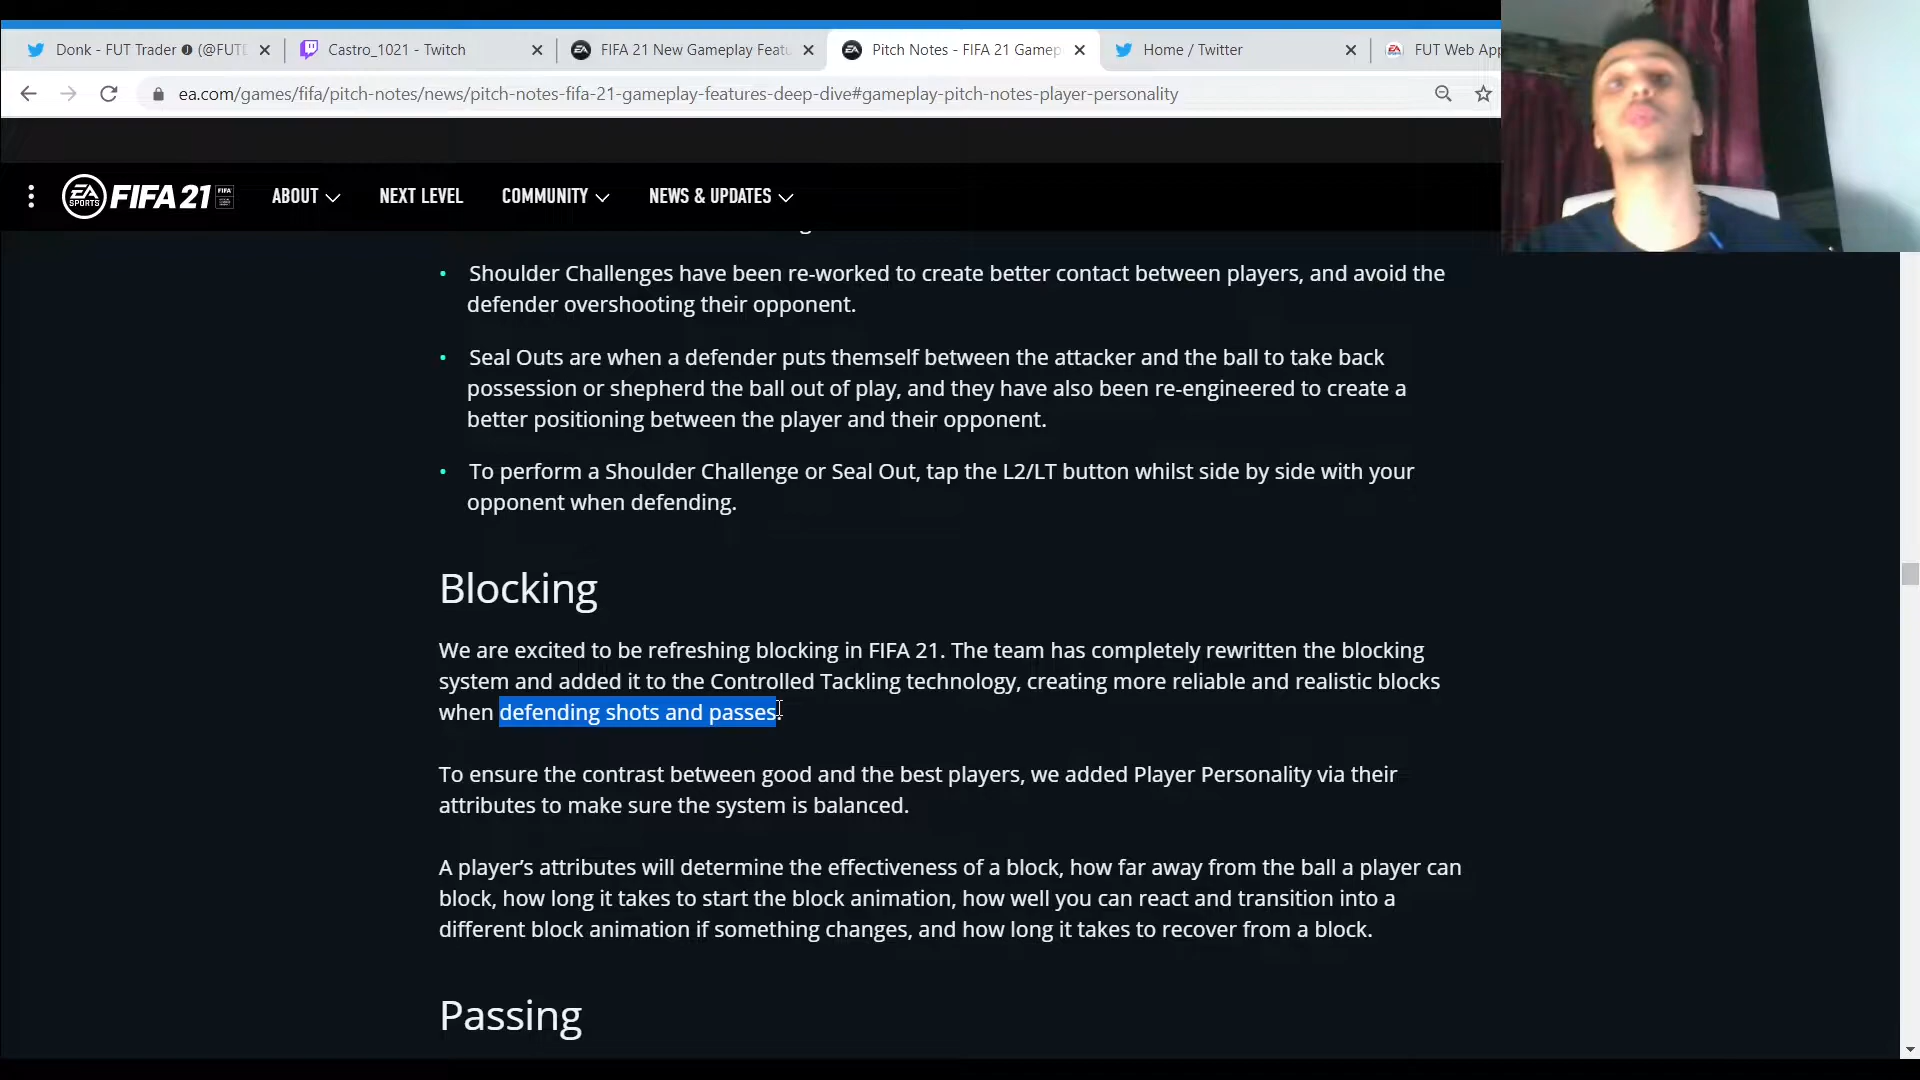 Donk - FUT Trader (@FUTD
Castro_1021 - Twitch
FIFA 21 New Gameplay Featu
Pitch Notes - FIFA 21 Gamep
Home / Twitter
FUT Web App
ea.com/games/fifa/pitch-notes/news/pitch-notes-fifa-21-gameplay-features-deep-dive#gameplay-pitch-notes-player-personality
EA SPORTS FIFA 21
ABOUT
NEXT LEVEL
COMMUNITY
NEWS & UPDATES
• Shoulder Challenges have been re-worked to create better contact between players, and avoid the
defender overshooting their opponent.
• Seal Outs are when a defender puts themself between the attacker and the ball to take back
possession or shepherd the ball out of play, and they have also been re-engineered to create a
better positioning between the player and their opponent.
• To perform a Shoulder Challenge or Seal Out, tap the L2/LT button whilst side by side with your
opponent when defending.
Blocking
We are excited to be refreshing blocking in FIFA 21. The team has completely rewritten the blocking
system and added it to the Controlled Tackling technology, creating more reliable and realistic blocks
when defending shots and passes.
To ensure the contrast between good and the best players, we added Player Personality via their
attributes to make sure the system is balanced.
A player's attributes will determine the effectiveness of a block, how far away from the ball a player can
block, how long it takes to start the block animation, how well you can react and transition into a
different block animation if something changes, and how long it takes to recover from a block.
Passing